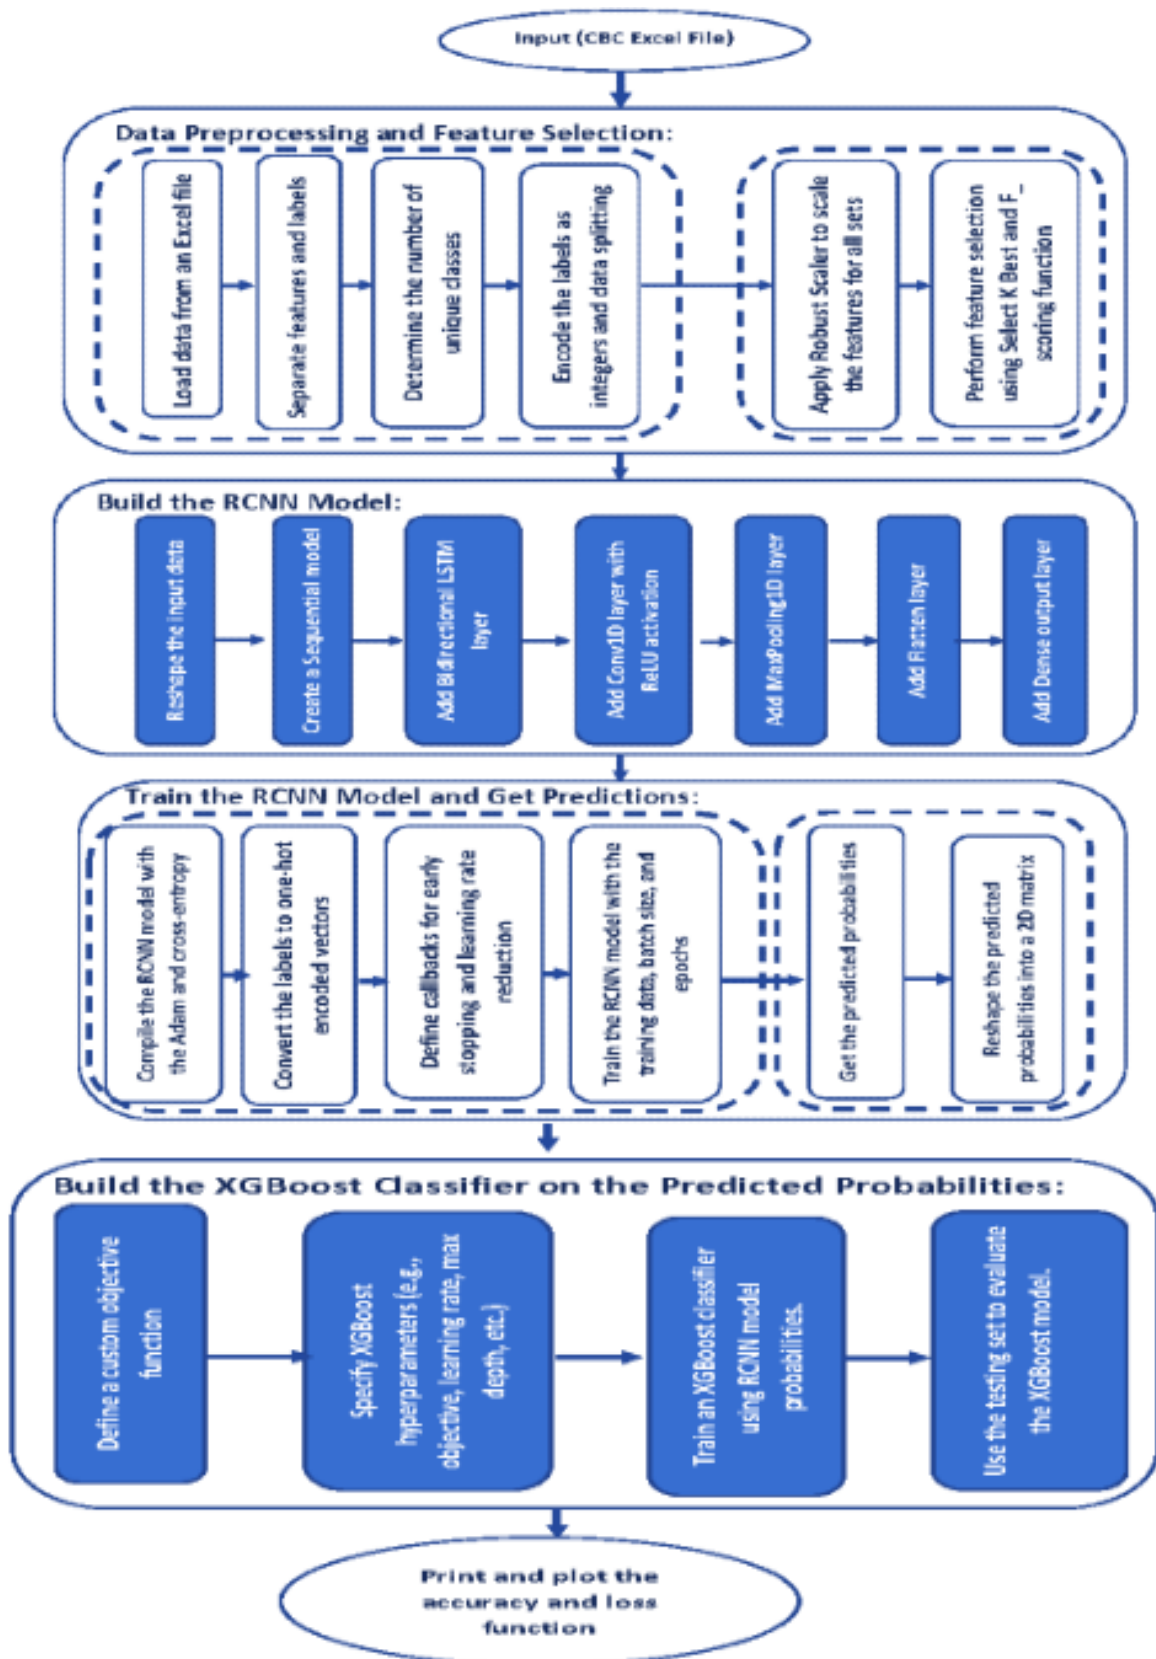 Input (CBC Excel File)
Data Preprocessing and Feature Selection:
Load data from an Excel file
Separate features and labels
Determine the number of
unique classes
Encode the labels as
integers and data splitting
Apply Robust Scaler to scale
the features for all sets
Perform feature selection
using Select K Best and F_
scoring function
Build the RCNN Model:
Reshape the input data
Create a Sequential model
Add Bidirectional LSTM
layer
Add Conv1D layer with
ReLU activation
Add MaxPooling1D layer
Add Flatten layer
Add Dense output layer
Train the RCNN Model and Get Predictions:
Compile the RCNN model with
the Adam and cross-entropy
Convert the labels to one-hot
encoded vectors
Define callbacks for early
stopping and learning rate
reduction
Train the RCNN model with the
training data, batch size, and
epochs
Get the predicted probabilities
Reshape the predicted
probabilities into a 2D matrix
Build the XGBoost Classifier on the Predicted Probabilities:
Define a custom objective
function
Specify XGBoost
hyperparameters (e.g.,
objective, learning rate, max
depth, etc.)
Train an XGBoost classifier
using RCNN model
probabilities.
Use the testing set to evaluate
the XGBoost model.
Print and plot the
accuracy and loss
function